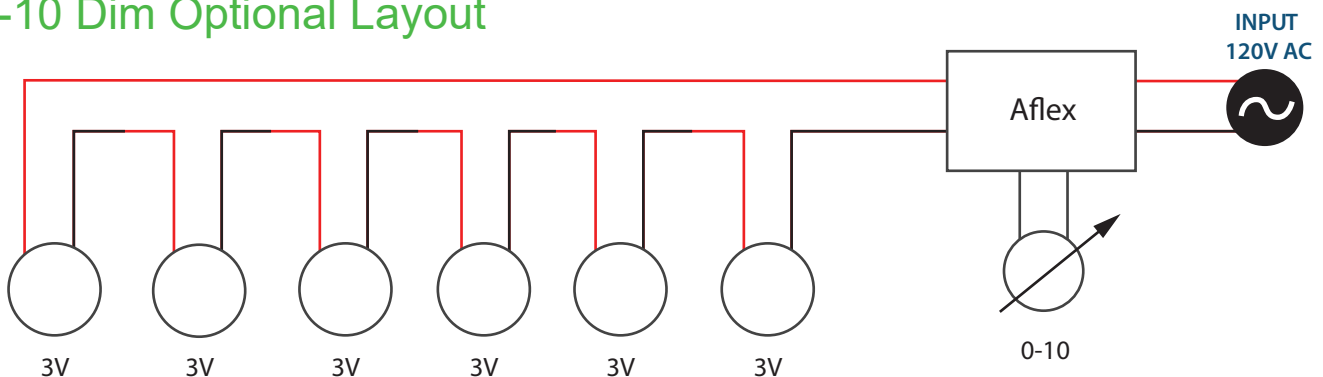 -10 Dim Optional Layout
INPUT
120V AC
Aflex
3V
3V
3V
3V
3V
3V
0-10